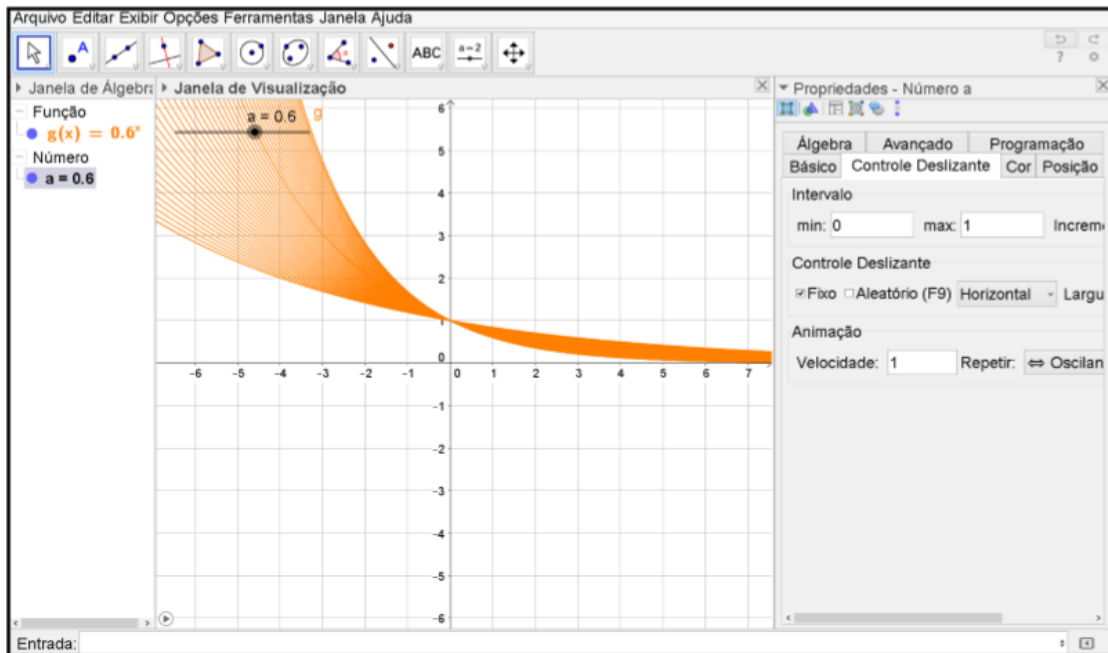 Arquivo Editar Exibir Opções Ferramentas Janela Ajuda
ABC a=2
?
Janela de Álgebra
Janela de Visualização
Propriedades - Número a
Função
g(x) = 0.6ˣ
Número
a = 0.6
a = 0.6
g
6
5
4
3
2
1
0
-1
-2
-3
-4
-5
-6
-6 -5 -4 -3 -2 -1 0 1 2 3 4 5 6 7
Álgebra Avançado Programação
Básico Controle Deslizante Cor Posição
Intervalo
min: 0 max: 1 Increm
Controle Deslizante
Fixo Aleatório (F9) Horizontal Largu
Animação
Velocidade: 1 Repetir: ⇔ Oscilan
Entrada: